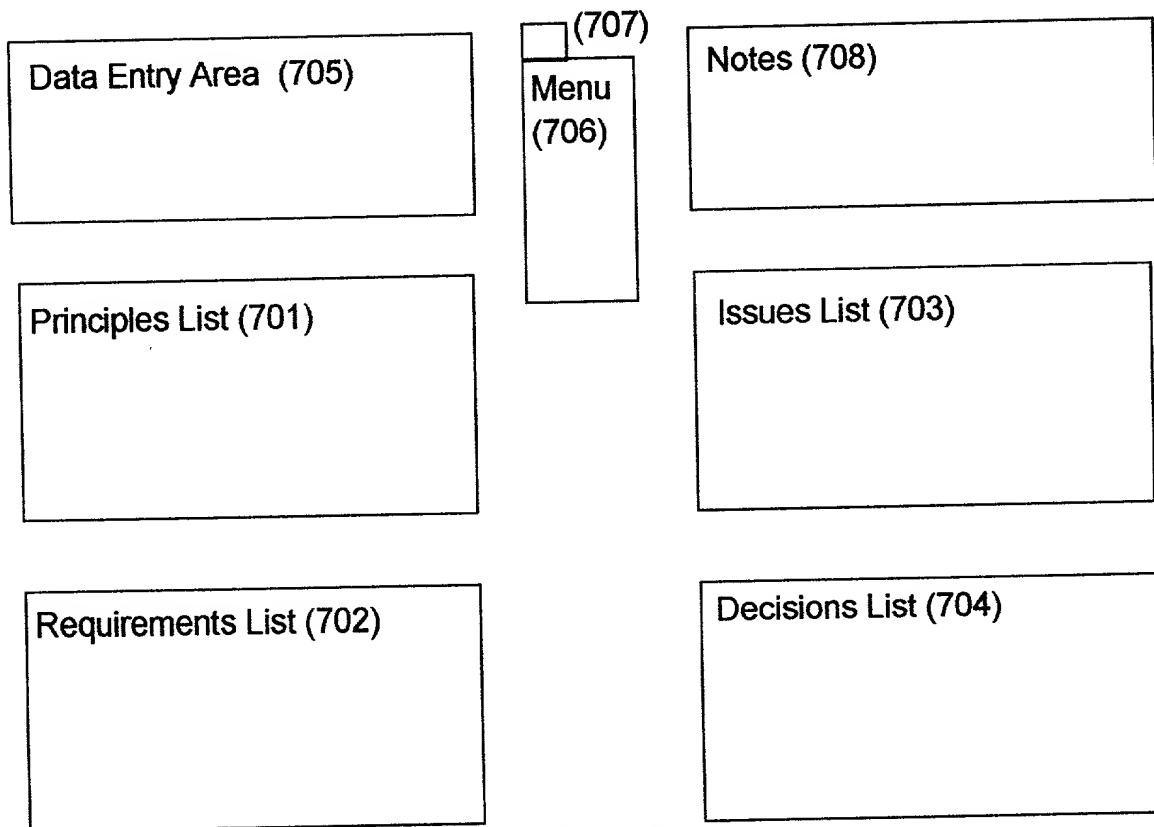 Data Entry Area (705)
(707)
Menu
(706)
Notes (708)
Principles List (701)
Issues List (703)
Requirements List (702)
Decisions List (704)